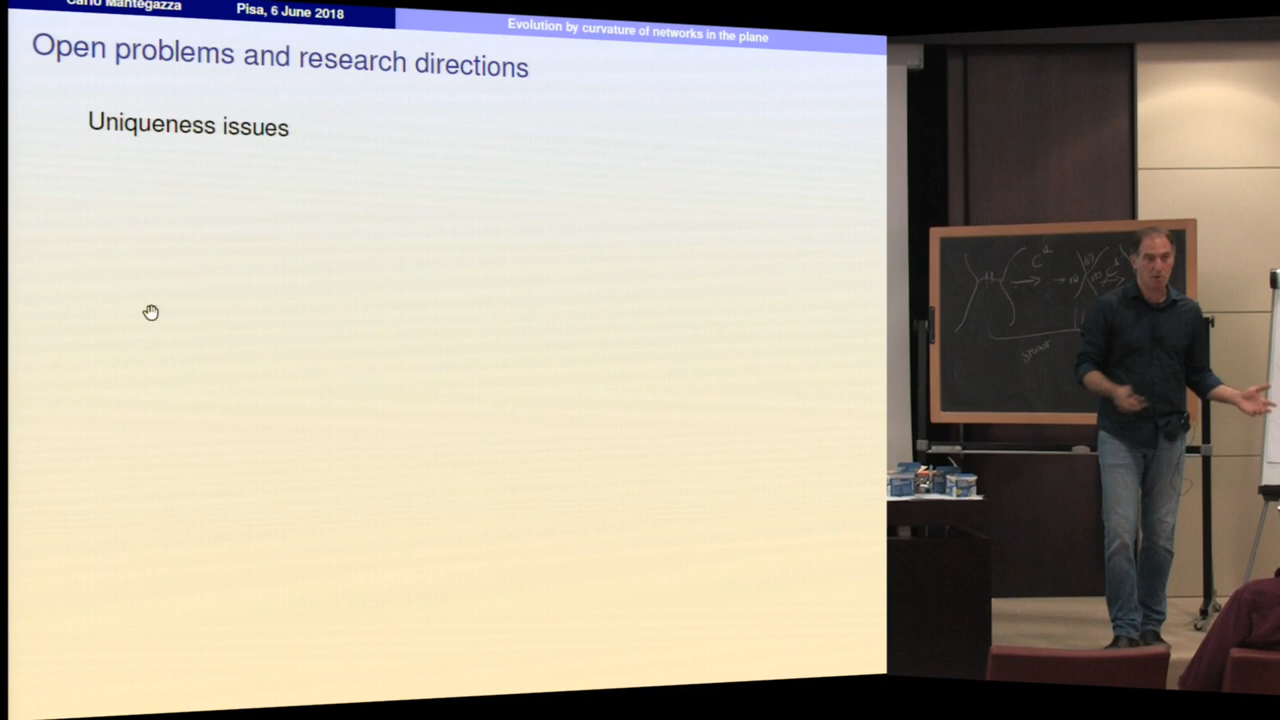 Carlo Mantegazza
Pisa, 6 June 2018
Evolution by curvature of networks in the plane
Open problems and research directions
Uniqueness issues